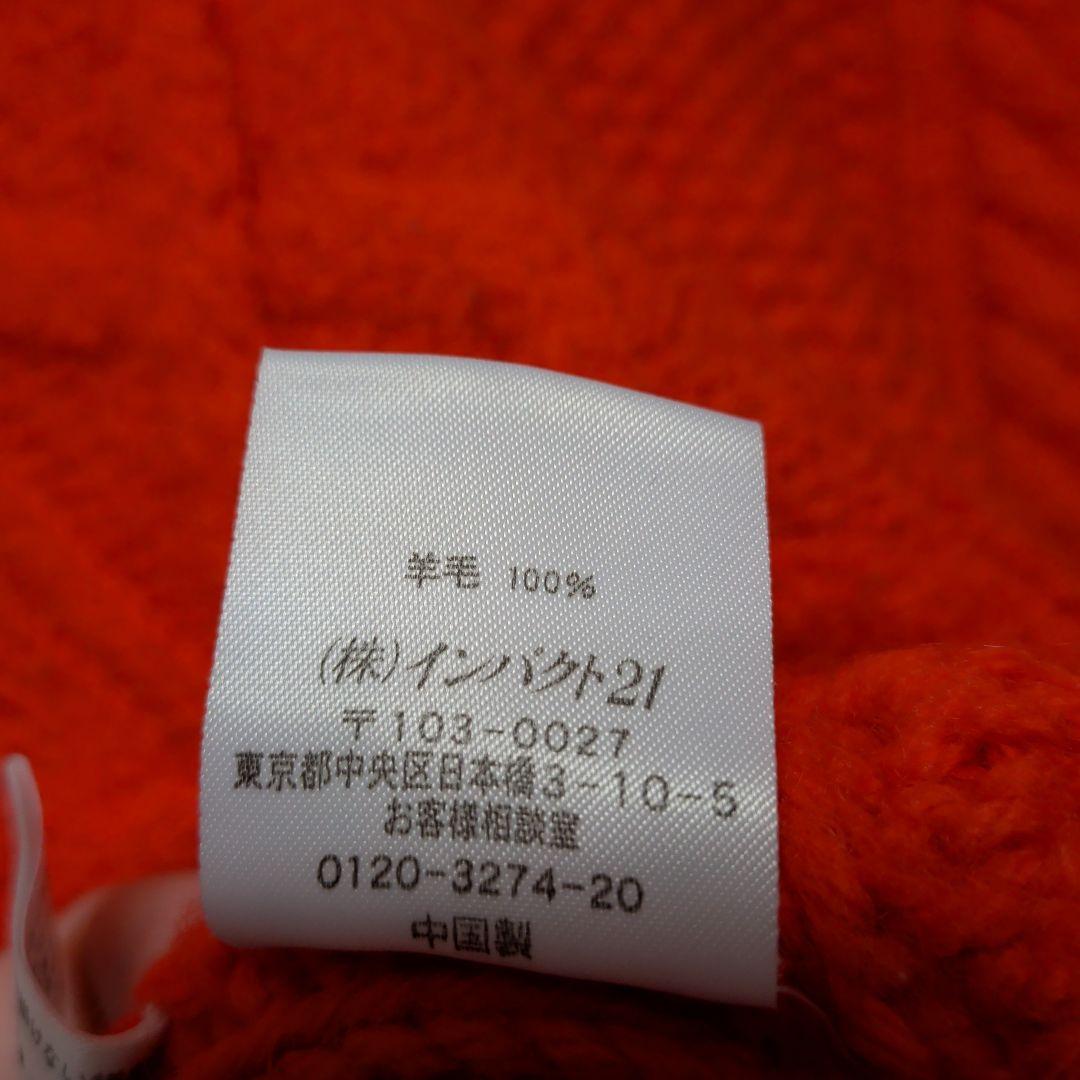 羊毛 100%
(株)インパクト21
〒103-0027
東京都中央区日本橋3-10-5
お客様相談室
0120-3274-20
中国製